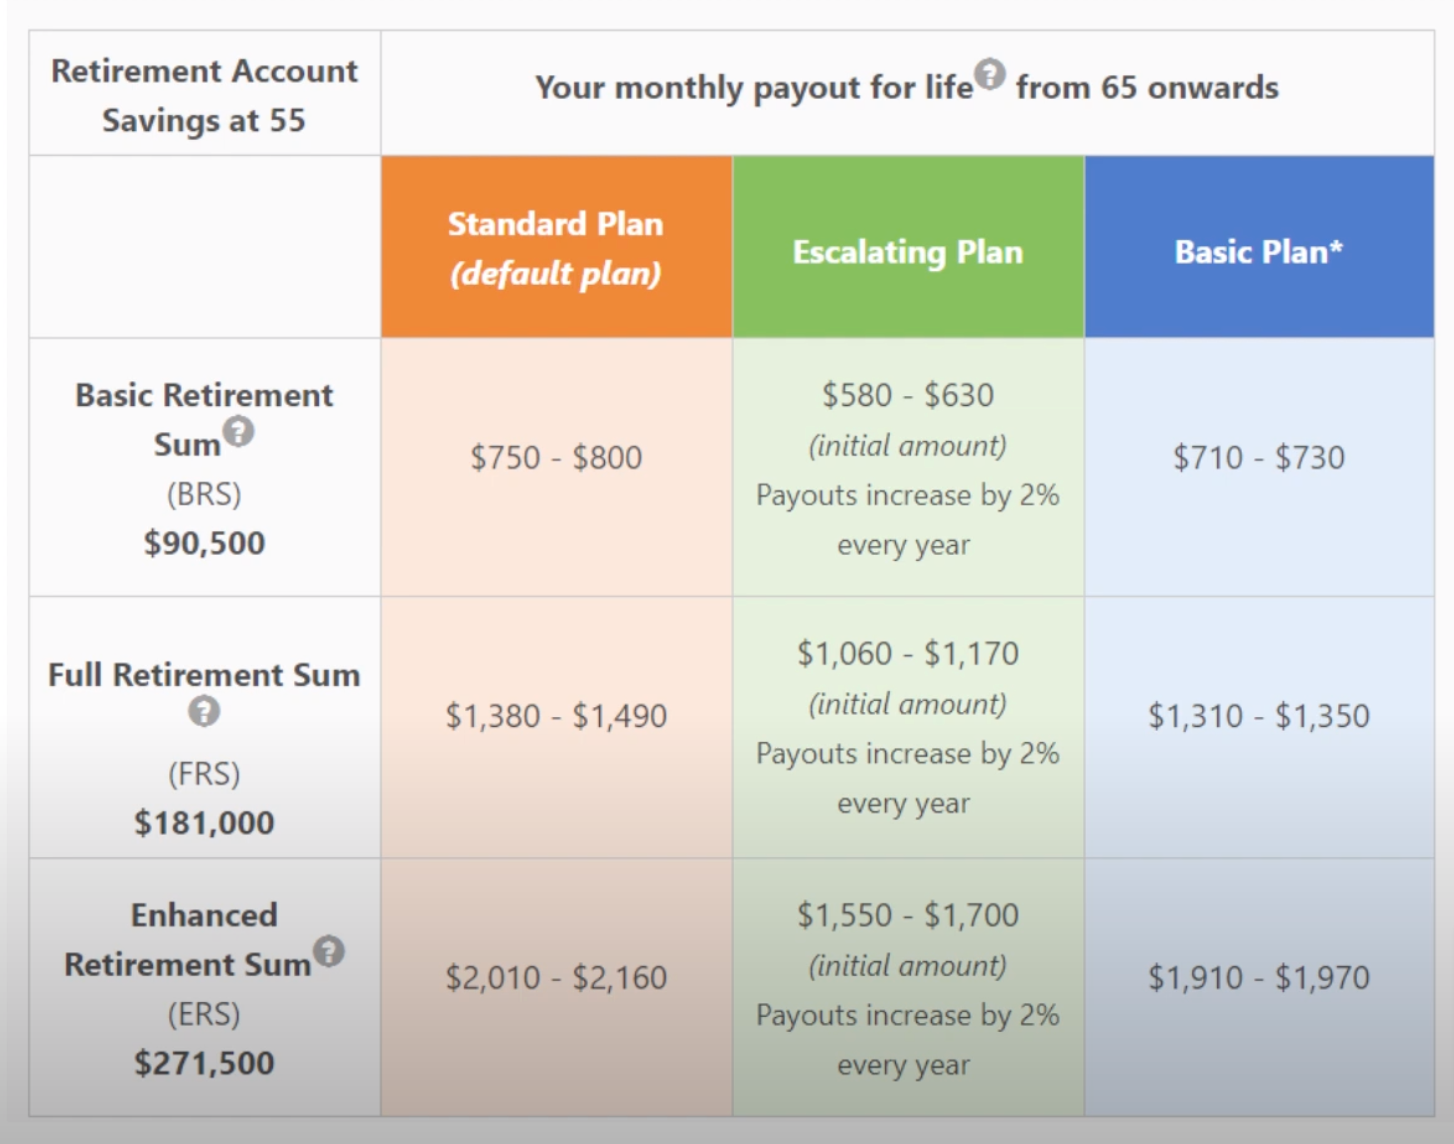 Retirement Account
Savings at 55
Your monthly payout for life? from 65 onwards
Standard Plan
(default plan)
Escalating Plan
Basic Plan*
Basic Retirement
Sum?
(BRS)
$90,500
$750 - $800
$580 - $630
(initial amount)
Payouts increase by 2%
every year
$710 - $730
Full Retirement Sum
?
(FRS)
$181,000
$1,380 - $1,490
$1,060 - $1,170
(initial amount)
Payouts increase by 2%
every year
$1,310 - $1,350
Enhanced
Retirement Sum?
(ERS)
$271,500
$2,010 - $2,160
$1,550 - $1,700
(initial amount)
Payouts increase by 2%
every year
$1,910 - $1,970